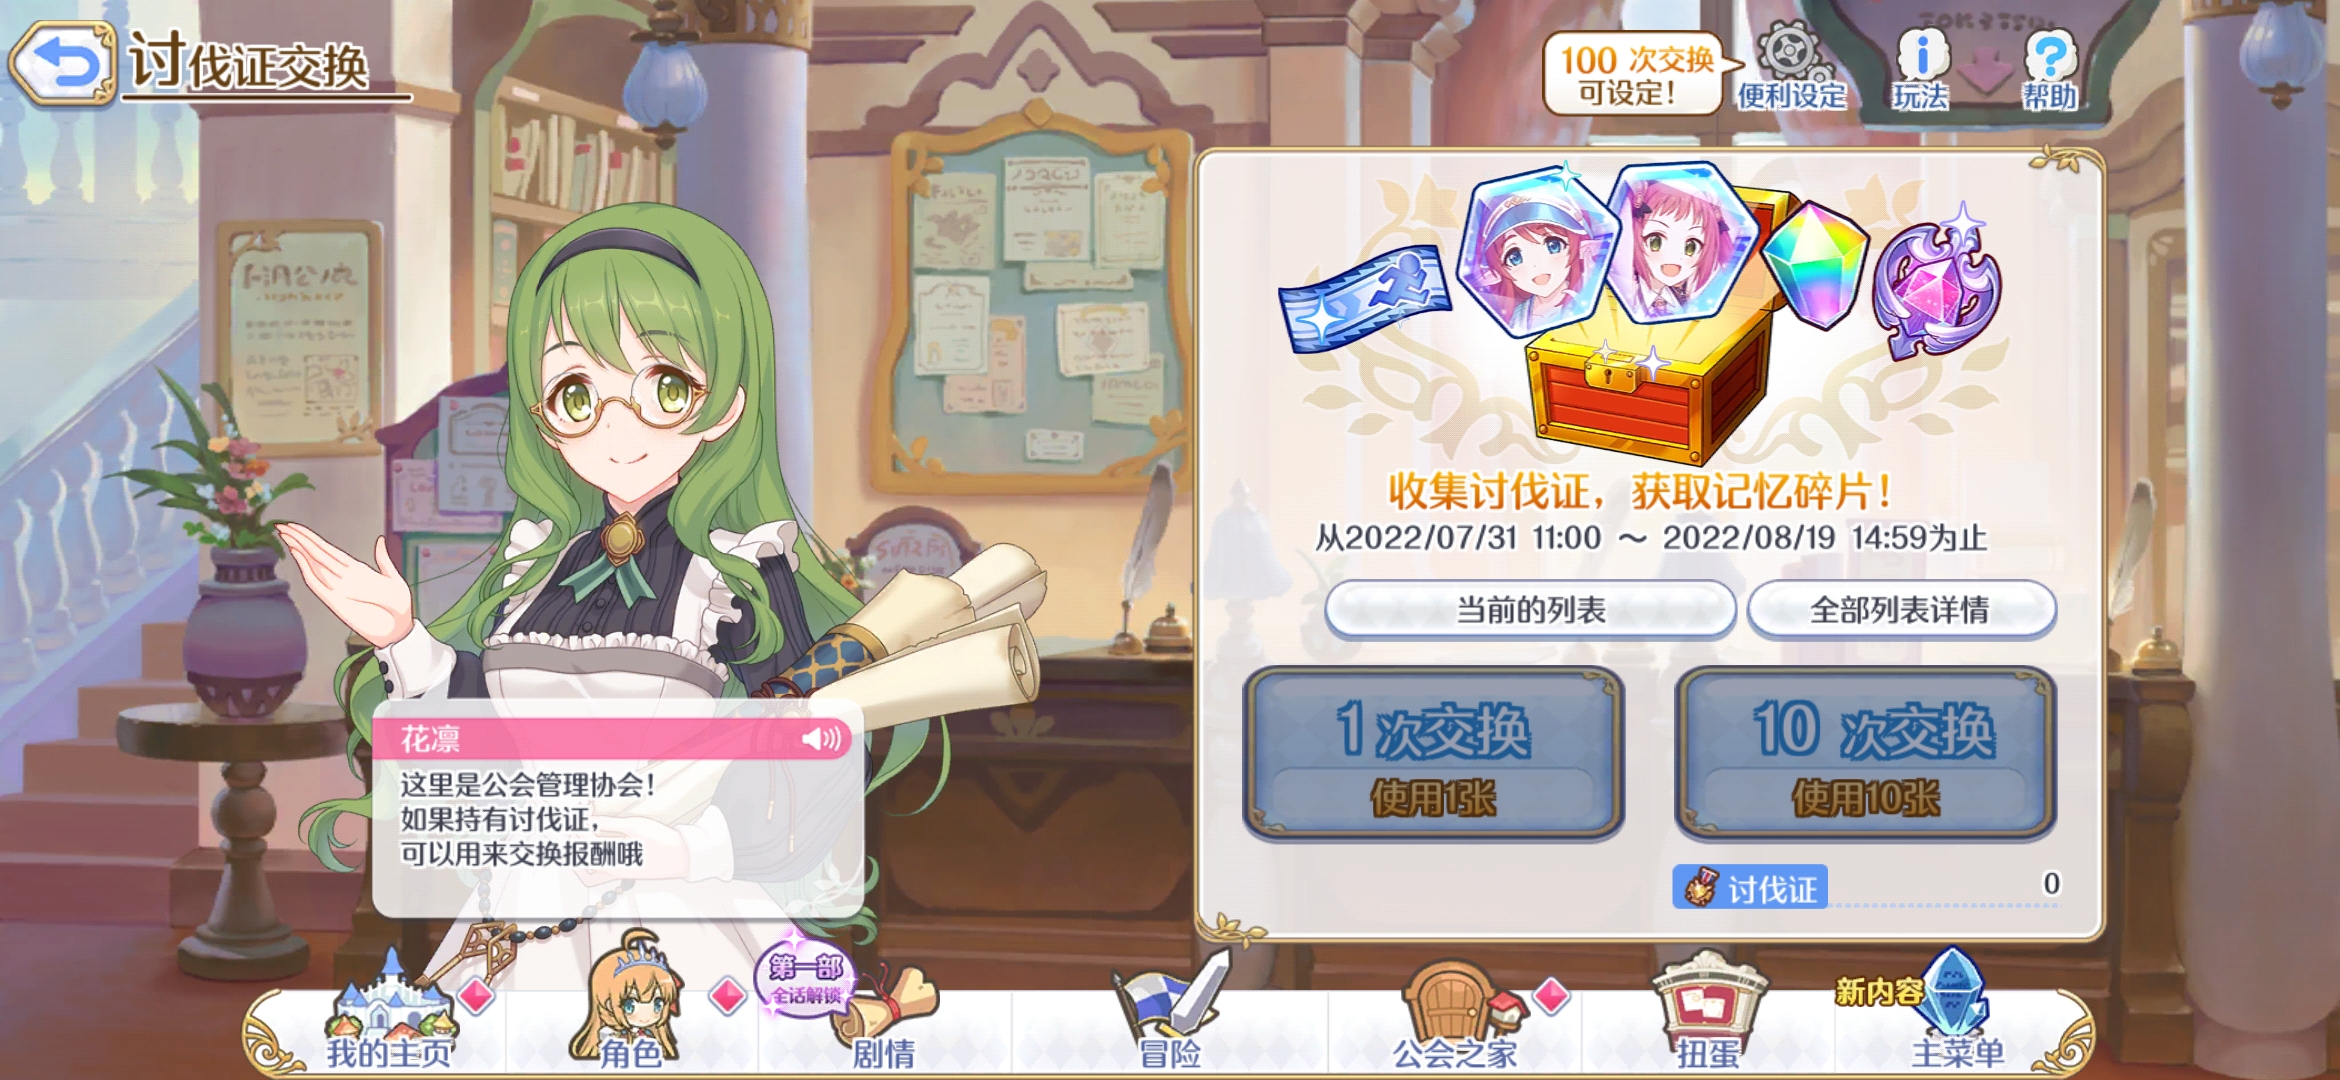 讨伐证交换
100 次交换
可设定！
便利设定
玩法
帮助
收集讨伐证，获取记忆碎片！
从2022/07/31 11:00 ～ 2022/08/19 14:59为止
当前的列表
全部列表详情
1 次交换
使用1张
10 次交换
使用10张
讨伐证
0
花凛
这里是公会管理协会！
如果持有讨伐证，
可以用来交换报酬哦
我的主页
角色
第一部
全话解锁
剧情
冒险
公会之家
扭蛋
新内容
主菜单